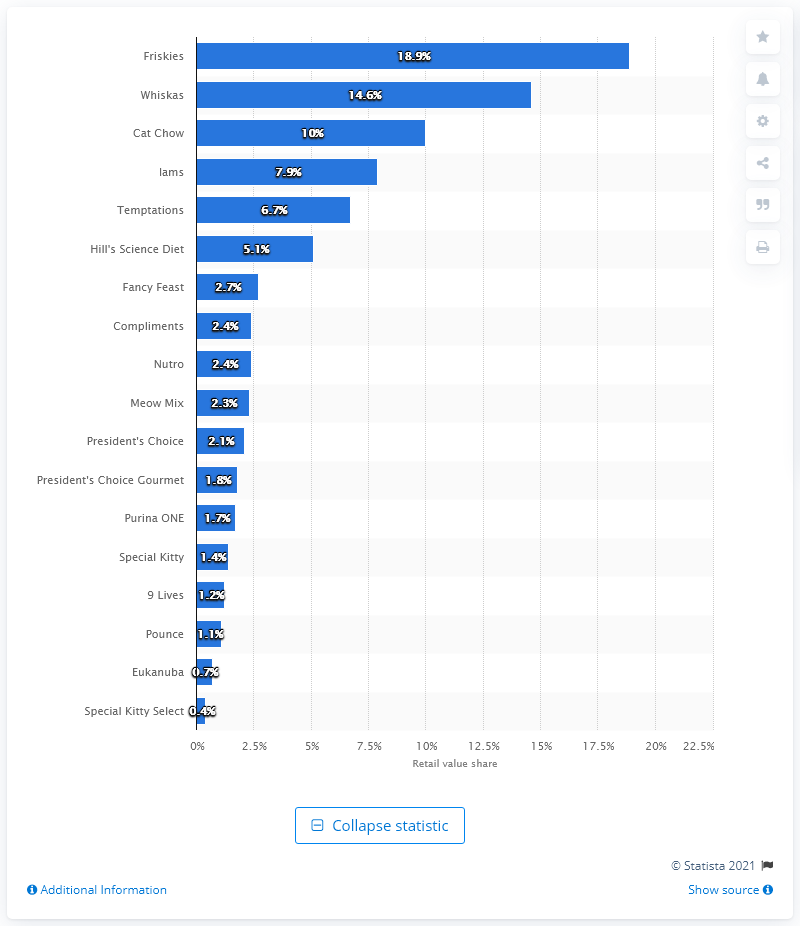 Friskies 18.9%
Whiskas 14.6%
Cat Chow 10%
Iams 7.9%
Temptations 6.7%
Hill's Science Diet 5.1%
Fancy Feast 2.7%
Compliments 2.4%
Nutro 2.4%
Meow Mix 2.3%
President's Choice 2.1%
President's Choice Gourmet 1.8%
Purina ONE 1.7%
Special Kitty 1.4%
9 Lives 1.2%
Pounce 1.1%
Eukanuba 0.7%
Special Kitty Select 0.4%
0% 2.5% 5% 7.5% 10% 12.5% 15% 17.5% 20% 22.5%
Retail value share
Collapse statistic
© Statista 2021
Additional Information
Show source